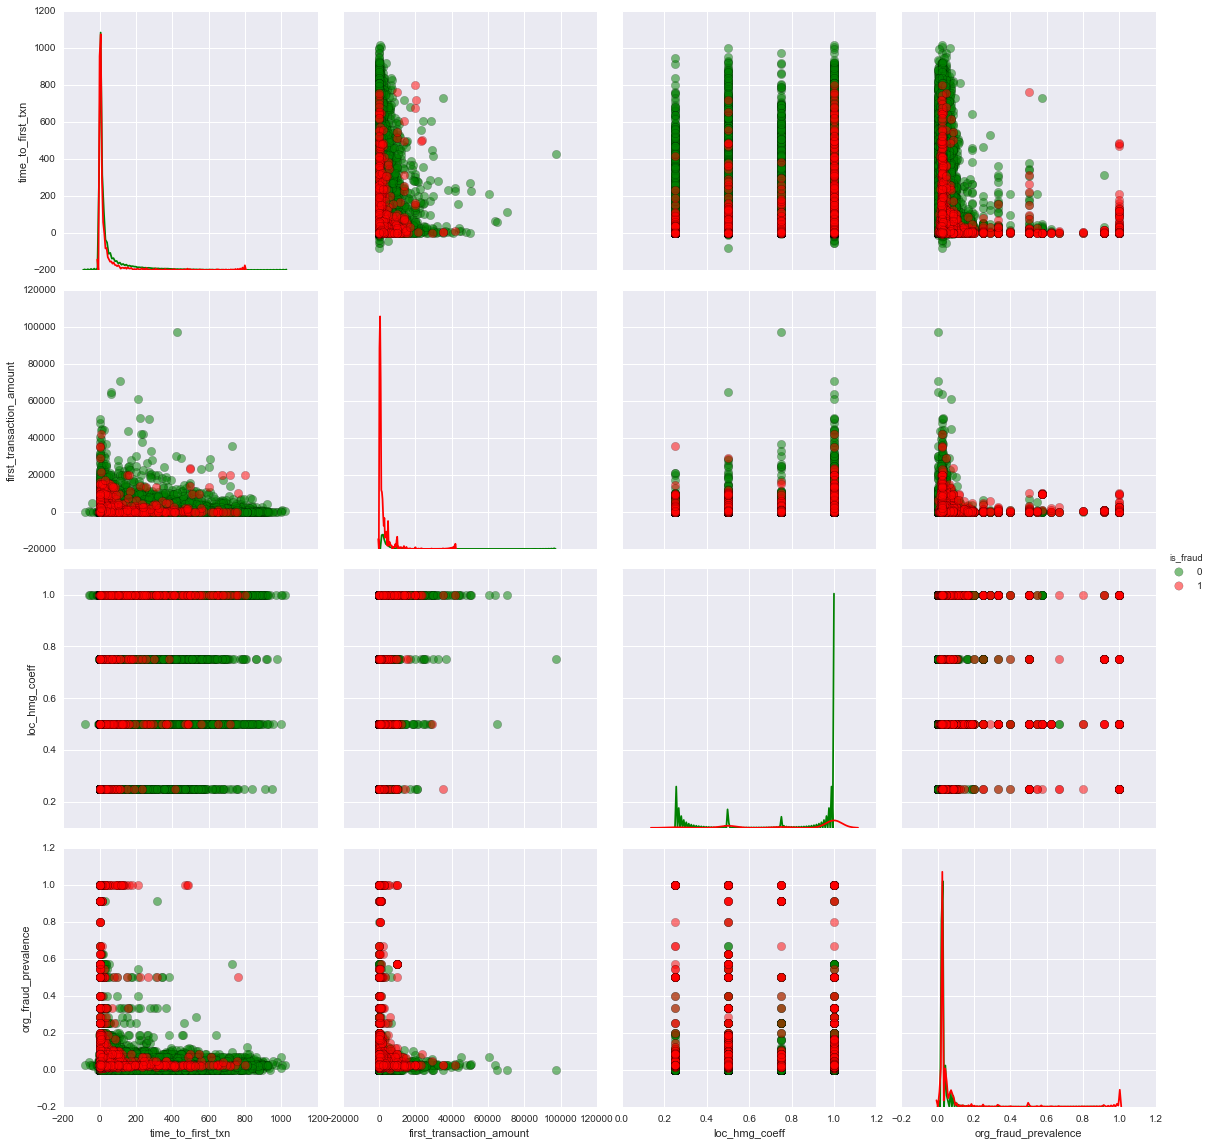 1200
1000
800
600
400
200
0
−200
time_to_first_txn
120000
100000
80000
60000
40000
20000
0
−20000
first_transaction_amount
is_fraud
0
1
1.0
0.8
0.6
0.4
0.2
loc_hmg_coeff
1.2
1.0
0.8
0.6
0.4
0.2
0.0
−0.2
org_fraud_prevalence
−200 0 200 400 600 800 1000 1200
−20000 0 20000 40000 60000 80000 100000 120000
0.0 0.2 0.4 0.6 0.8 1.0 1.2
−0.2 0.0 0.2 0.4 0.6 0.8 1.0 1.2
time_to_first_txn
first_transaction_amount
loc_hmg_coeff
org_fraud_prevalence